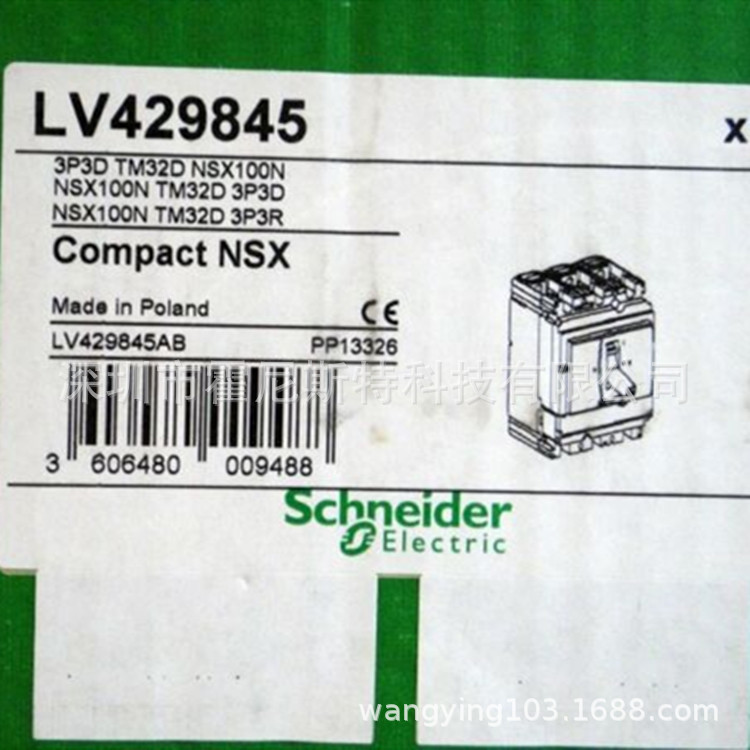 LV429845
x
3P3D TM32D NSX100N
NSX100N TM32D 3P3D
NSX100N TM32D 3P3R
Compact NSX
Made in Poland CE
LV429845AB PP13326
深圳市霍尼斯特科技有限公司
3 606480 009488
Schneider
Electric
wangying103.1688.com